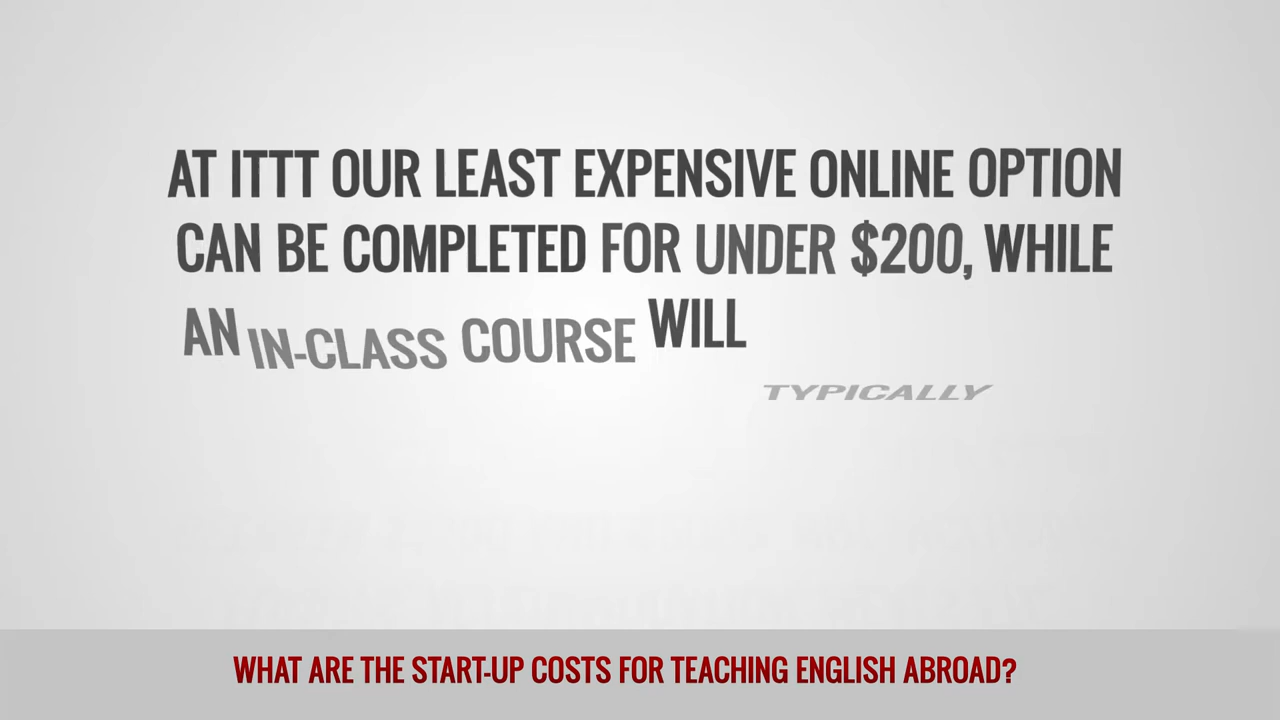 AT ITTT OUR LEAST EXPENSIVE ONLINE OPTION
CAN BE COMPLETED FOR UNDER $200, WHILE
AN IN-CLASS COURSE WILL TYPICALLY
WHAT ARE THE START-UP COSTS FOR TEACHING ENGLISH ABROAD?